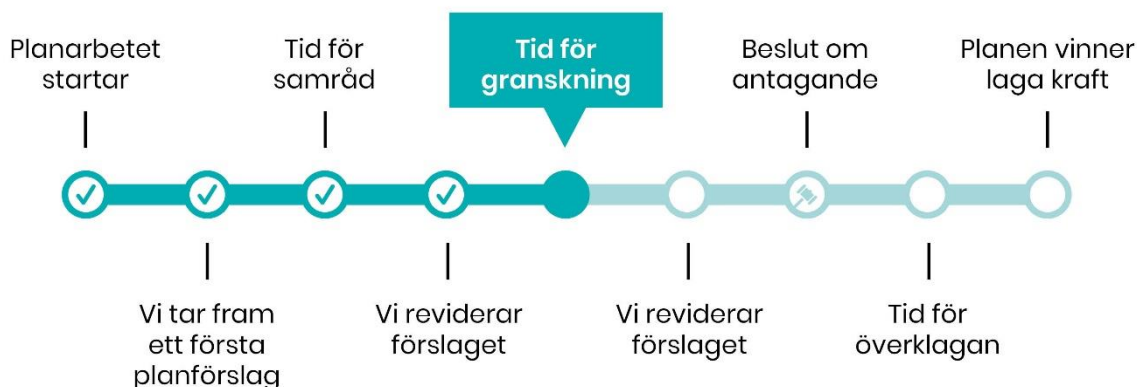 Planarbetet
startar
Vi tar fram
ett första
planförslag
Tid för
samråd
Vi reviderar
förslaget
Tid för
granskning
Vi reviderar
förslaget
Beslut om
antagande
Tid för
överklagan
Planen vinner
laga kraft